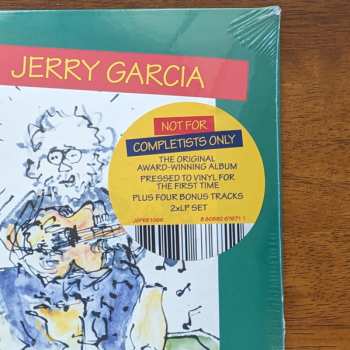 JERRY GARCIA
NOT FOR
COMPLETISTS ONLY
THE ORIGINAL
AWARD-WINNING ALBUM
PRESSED TO VINYL FOR
THE FIRST TIME
PLUS FOUR BONUS TRACKS
2xLP SET